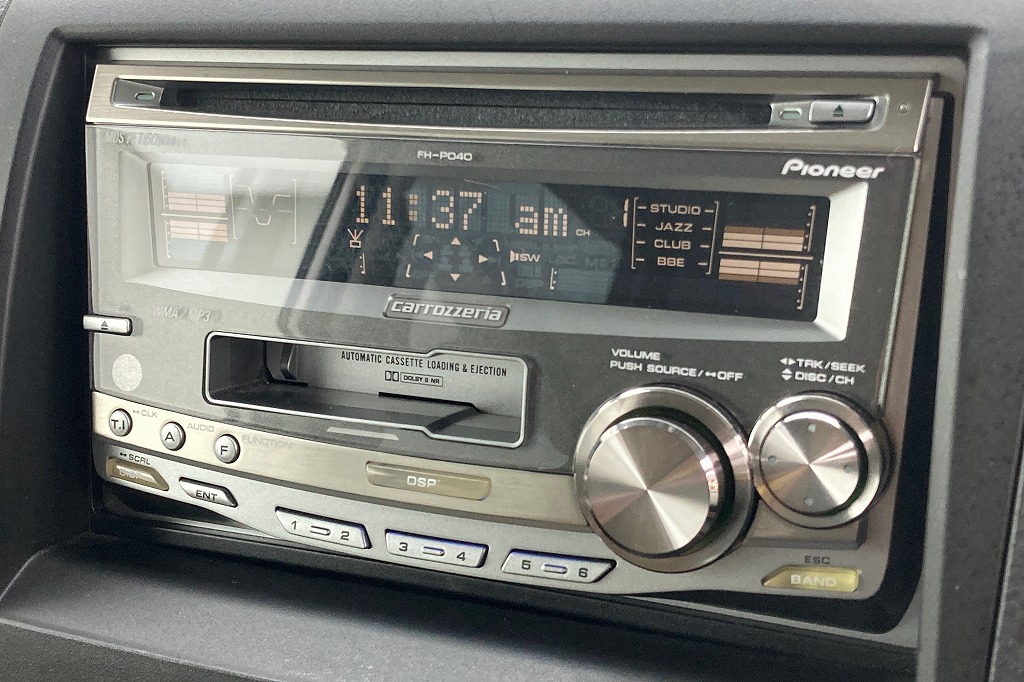 FH-P040
Pioneer
11:37 am
CH
SW
STUDIO
JAZZ
CLUB
BBE
carrozzeria
WMA/MP3
AUTOMATIC CASSETTE LOADING & EJECTION
DOLBY B NR
VOLUME
PUSH SOURCE/↔OFF
◀▶TRK/SEEK
▲▼DISC/CH
T.I
↔CLK
A
AUDIO
F
FUNCTION
↔SCRL
DISP
ENT
DSP
1 2
3 4
5 6
ESC
BAND